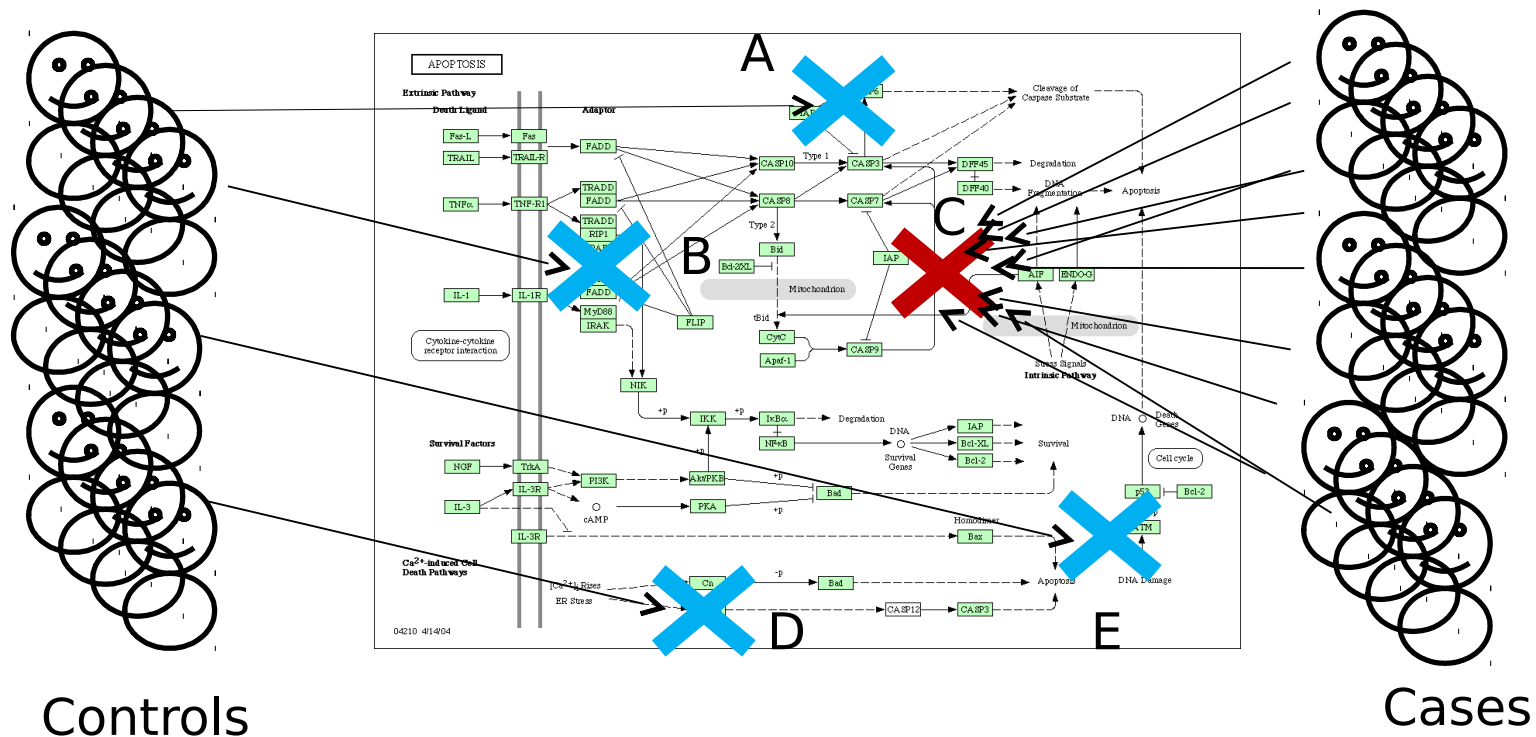 A
APOPTOSIS
Extrinsic Pathway
Death Ligand
Adaptor
Cleavage of
Caspase Substrate
Fas-L
Fas
FADD
TRAIL
TRAIL-R
CASP10
Type 1
CASP3
DFF45
Degradation
DFF40
DNA
Fragmentation
Apoptosis
TNFα
TNF-R1
TRADD
FADD
CASP8
CASP7
TRADD
RIP1
Type 2
C
B
Bid
IAP
Bcl-2/XL
AIF
ENDO-G
Mitochondrion
IL-1
IL-1R
FADD
MyD88
IRAK
FLIP
tBid
Mitochondrion
Cytokine-cytokine
receptor interaction
CytC
Apaf-1
CASP9
Stress Signals
Intrinsic Pathway
NIK
+p
IKK
+p
IκBα
Degradation
NFκB
DNA
Survival
Genes
IAP
Bcl-XL
Bcl-2
Survival
DNA
Death
Genes
Cell cycle
Survival Factors
+p
NGF
TrkA
PI3K
Akt/PKB
+p
Bad
IL-3R
IL-3
cAMP
PKA
+p
p53
Bcl-2
ATM
Homodimer
IL-3R
Bax
Ca2+-induced Cell
Death Pathways
[Ca2+]i Rises
ER Stress
Cn
-p
Bad
Apoptosis
DNA Damage
CASP12
CASP3
04210 4/14/04
D
E
Controls
Cases